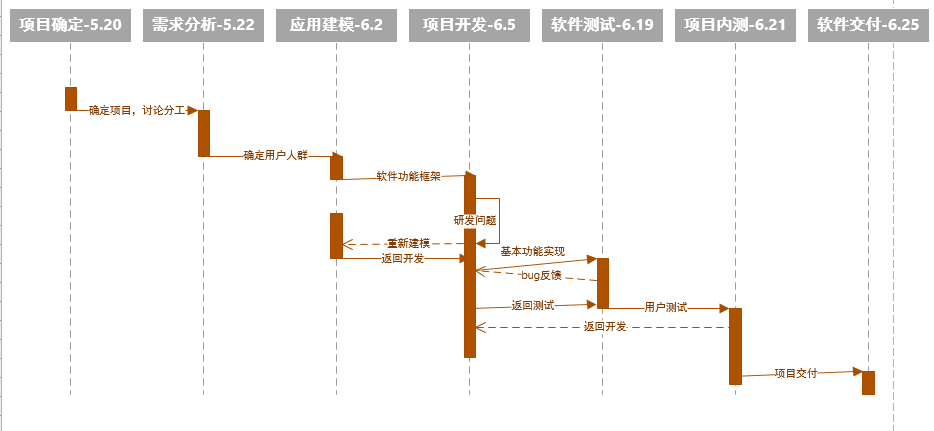 项目确定-5.20
需求分析-5.22
应用建模-6.2
项目开发-6.5
软件测试-6.19
项目内测-6.21
软件交付-6.25
确定项目，讨论分工
确定用户人群
软件功能框架
研发问题
重新建模
基本功能实现
返回开发
bug反馈
返回测试
用户测试
返回开发
项目交付